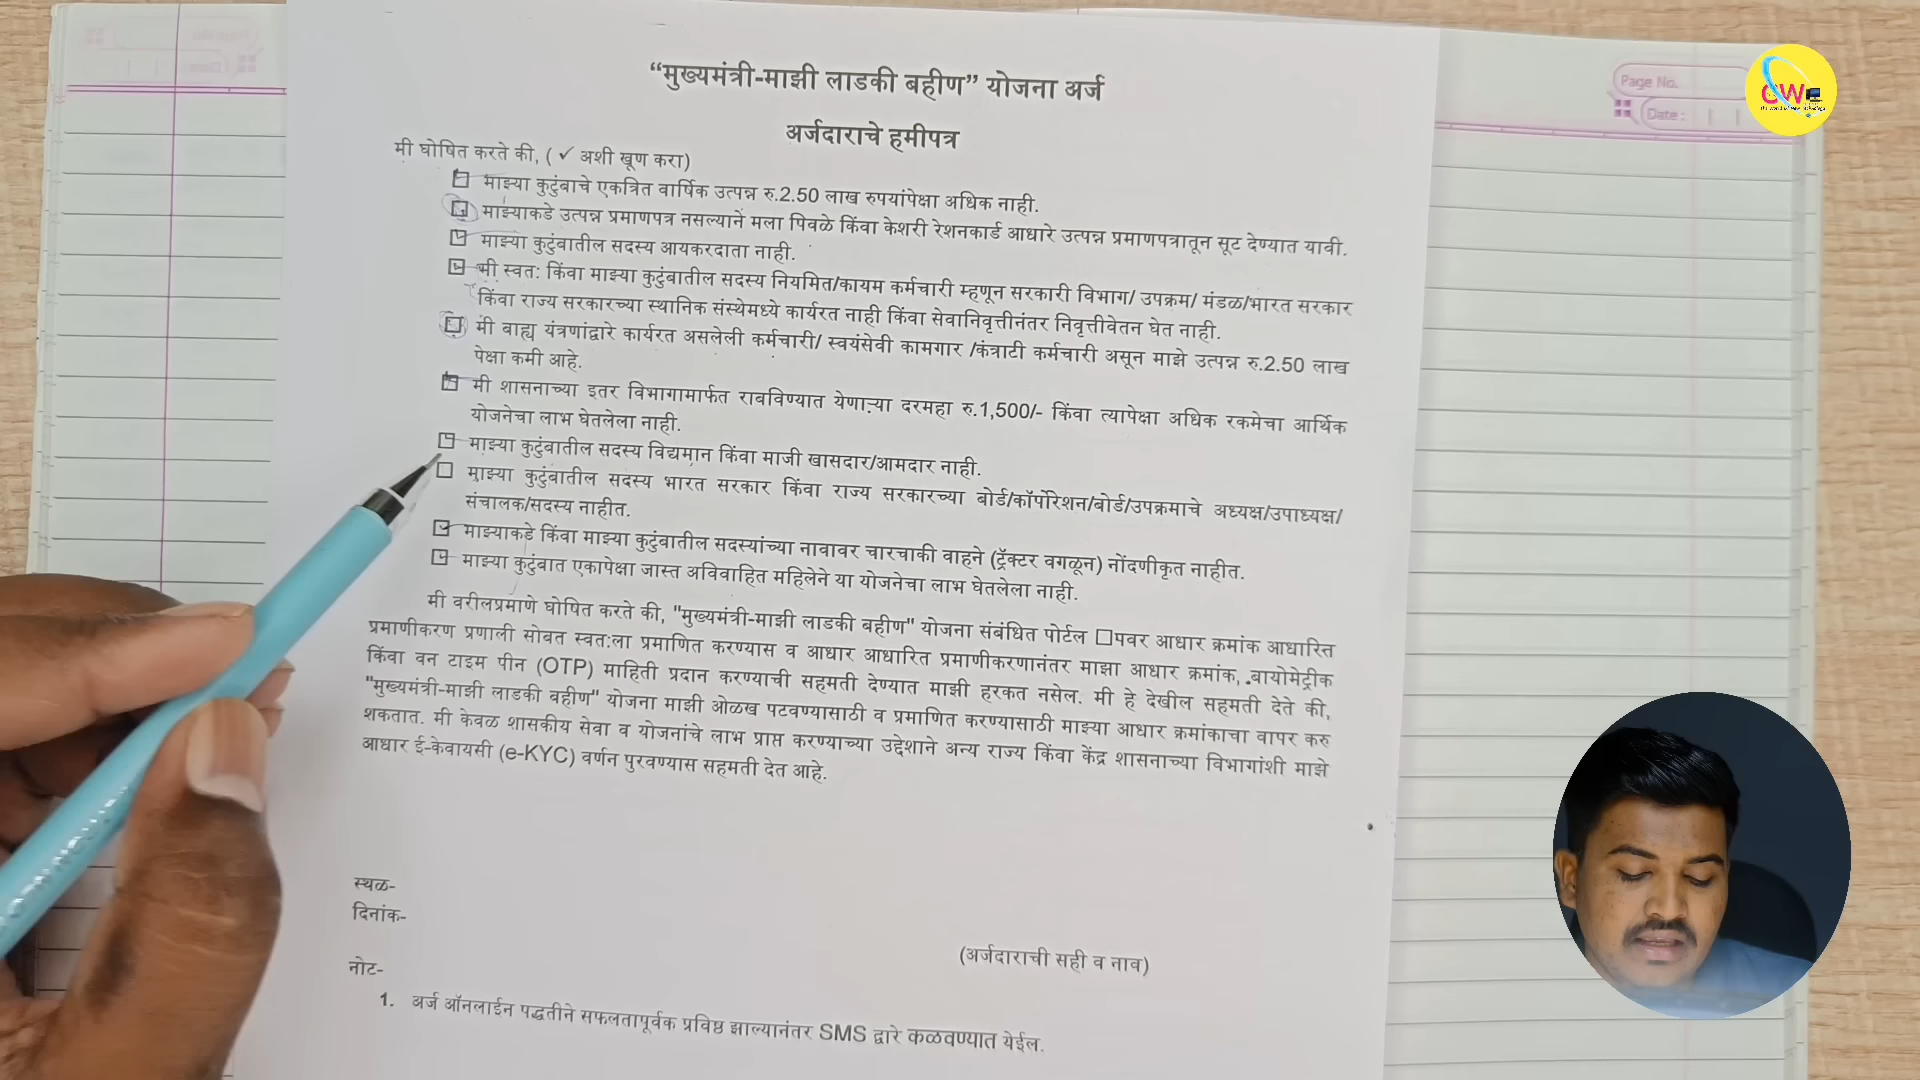 “मुख्यमंत्री-माझी लाडकी बहीण” योजना अर्ज
अर्जदाराचे हमीपत्र
मी घोषित करते की, ( ✓ अशी खूण करा)
माझ्या कुटुंबाचे एकत्रित वार्षिक उत्पन्न रु.2.50 लाख रुपयांपेक्षा अधिक नाही.
माझ्याकडे उत्पन्न प्रमाणपत्र नसल्याने मला पिवळे किंवा केशरी रेशनकार्ड आधारे उत्पन्न प्रमाणपत्रातून सूट देण्यात यावी.
माझ्या कुटुंबातील सदस्य आयकरदाता नाही.
मी स्वत: किंवा माझ्या कुटुंबातील सदस्य नियमित/कायम कर्मचारी म्हणून सरकारी विभाग/ उपक्रम/ मंडळ/भारत सरकार
किंवा राज्य सरकारच्या स्थानिक संस्थेमध्ये कार्यरत नाही किंवा सेवानिवृत्तीनंतर निवृत्तीवेतन घेत नाही.
मी बाह्य यंत्रणांद्वारे कार्यरत असलेली कर्मचारी/ स्वयंसेवी कामगार /कंत्राटी कर्मचारी असून माझे उत्पन्न रु.2.50 लाख
पेक्षा कमी आहे.
मी शासनाच्या इतर विभागामार्फत राबविण्यात येणाऱ्या दरमहा रु.1,500/- किंवा त्यापेक्षा अधिक रकमेचा आर्थिक
योजनेचा लाभ घेतलेला नाही.
माझ्या कुटुंबातील सदस्य विद्यमान किंवा माजी खासदार/आमदार नाही.
माझ्या कुटुंबातील सदस्य भारत सरकार किंवा राज्य सरकारच्या बोर्ड/कॉर्पोरेशन/बोर्ड/उपक्रमाचे अध्यक्ष/उपाध्यक्ष/
संचालक/सदस्य नाहीत.
माझ्याकडे किंवा माझ्या कुटुंबातील सदस्यांच्या नावावर चारचाकी वाहने (ट्रॅक्टर वगळून) नोंदणीकृत नाहीत.
माझ्या कुटुंबात एकापेक्षा जास्त अविवाहित महिलेने या योजनेचा लाभ घेतलेला नाही.
मी वरीलप्रमाणे घोषित करते की, "मुख्यमंत्री-माझी लाडकी बहीण" योजना संबंधित पोर्टल □पवर आधार क्रमांक आधारित
प्रमाणीकरण प्रणाली सोबत स्वत:ला प्रमाणित करण्यास व आधार आधारित प्रमाणीकरणानंतर माझा आधार क्रमांक, बायोमेट्रीक
किंवा वन टाइम पीन (OTP) माहिती प्रदान करण्याची सहमती देण्यात माझी हरकत नसेल. मी हे देखील सहमती देते की,
"मुख्यमंत्री-माझी लाडकी बहीण" योजना माझी ओळख पटवण्यासाठी व प्रमाणित करण्यासाठी माझ्या आधार क्रमांकाचा वापर करु
शकतात. मी केवळ शासकीय सेवा व योजनांचे लाभ प्राप्त करण्याच्या उद्देशाने अन्य राज्य किंवा केंद्र शासनाच्या विभागांशी माझे
आधार ई-केवायसी (e-KYC) वर्णन पुरवण्यास सहमती देत आहे.
स्थळ-
दिनांक-
(अर्जदाराची सही व नाव)
नोट-
1. अर्ज ऑनलाईन पद्धतीने सफलतापूर्वक प्रविष्ठ झाल्यानंतर SMS द्वारे कळवण्यात येईल.
Page No.
Date :
CW